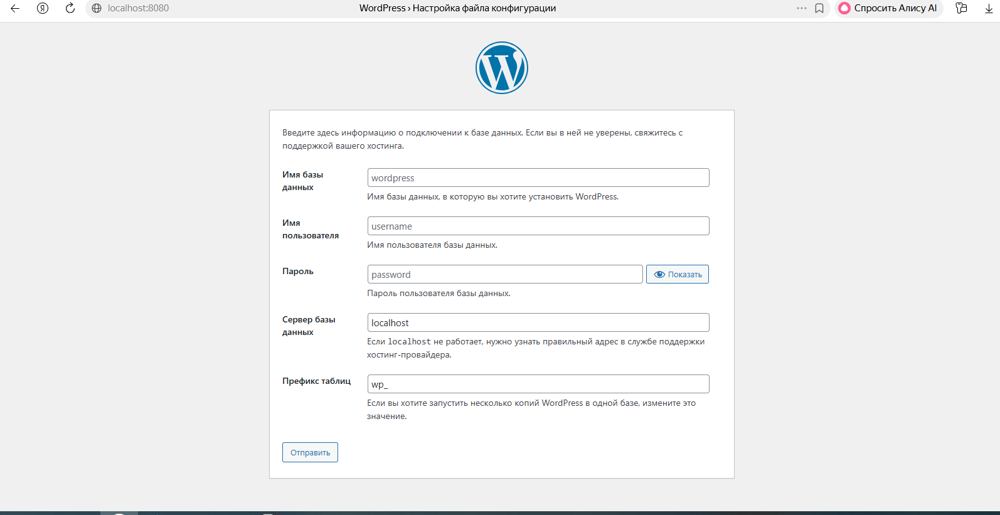 localhost:8080
WordPress › Настройка файла конфигурации
Спросить Алису AI
Введите здесь информацию о подключении к базе данных. Если вы в ней не уверены, свяжитесь с
поддержкой вашего хостинга.
Имя базы
данных
wordpress
Имя базы данных, в которую вы хотите установить WordPress.
Имя
пользователя
username
Имя пользователя базы данных.
Пароль
password
Показать
Пароль пользователя базы данных.
Сервер базы
данных
localhost
Если localhost не работает, нужно узнать правильный адрес в службе поддержки
хостинг-провайдера.
Префикс таблиц
wp_
Если вы хотите запустить несколько копий WordPress в одной базе, измените это
значение.
Отправить